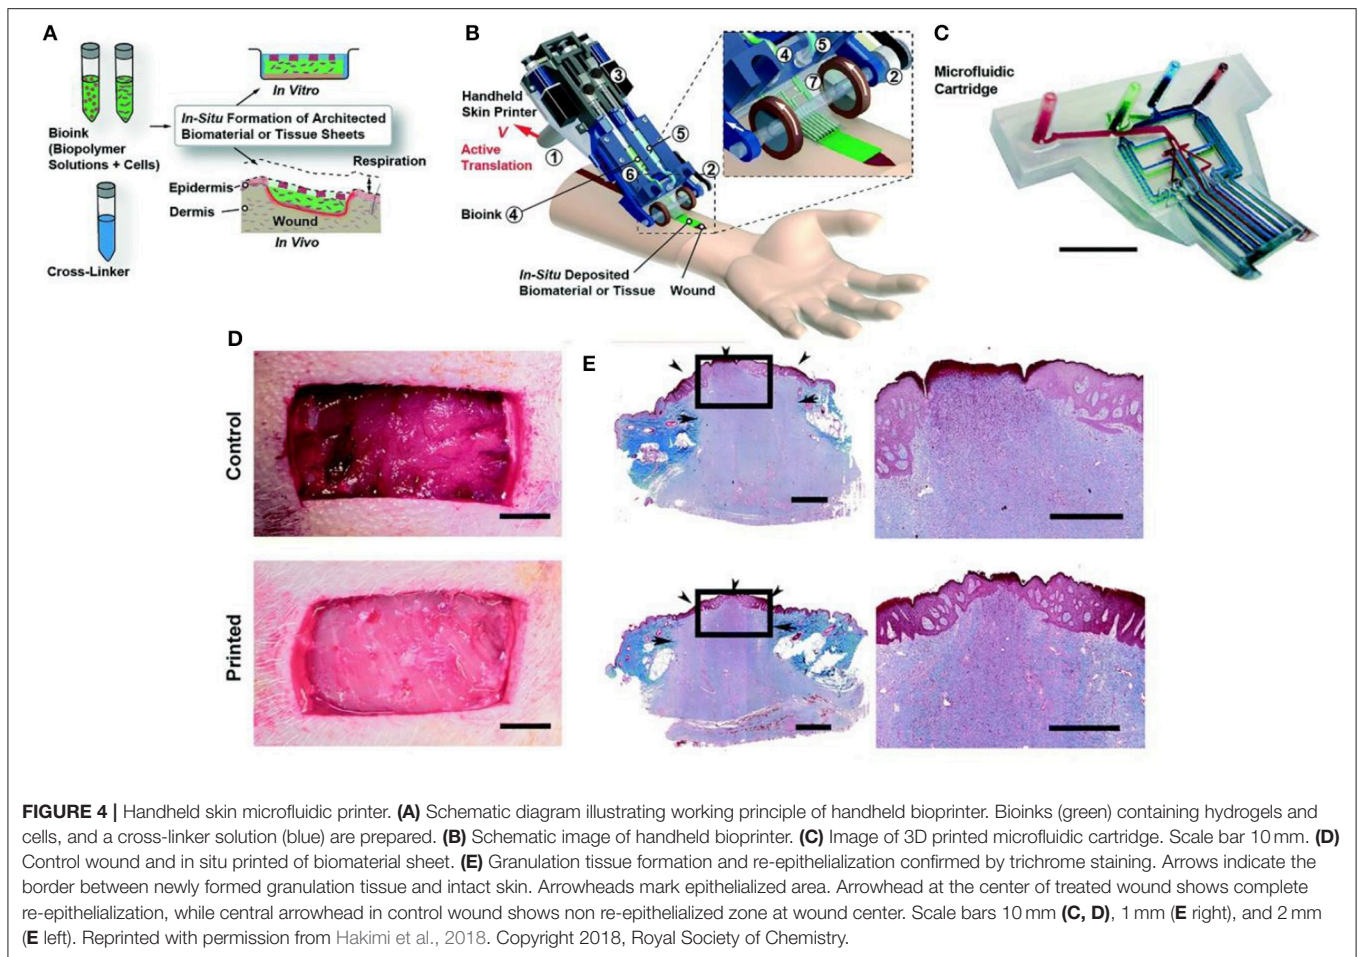 A
Bioink
(Biopolymer
Solutions + Cells)
Cross-Linker
In Vitro
In-Situ Formation of Architected
Biomaterial or Tissue Sheets
Respiration
Epidermis
Dermis
Wound
In Vivo
B
Handheld
Skin Printer
V
Active
Translation
1
2
3
4
5
6
Bioink 4
In-Situ Deposited
Biomaterial or Tissue
Wound
4
5
7
2
C
Microfluidic
Cartridge
D
Control
Printed
E
FIGURE 4 | Handheld skin microfluidic printer. (A) Schematic diagram illustrating working principle of handheld bioprinter. Bioinks (green) containing hydrogels and
cells, and a cross-linker solution (blue) are prepared. (B) Schematic image of handheld bioprinter. (C) Image of 3D printed microfluidic cartridge. Scale bar 10 mm. (D)
Control wound and in situ printed of biomaterial sheet. (E) Granulation tissue formation and re-epithelialization confirmed by trichrome staining. Arrows indicate the
border between newly formed granulation tissue and intact skin. Arrowheads mark epithelialized area. Arrowhead at the center of treated wound shows complete
re-epithelialization, while central arrowhead in control wound shows non re-epithelialized zone at wound center. Scale bars 10 mm (C, D), 1 mm (E right), and 2 mm
(E left). Reprinted with permission from Hakimi et al., 2018. Copyright 2018, Royal Society of Chemistry.